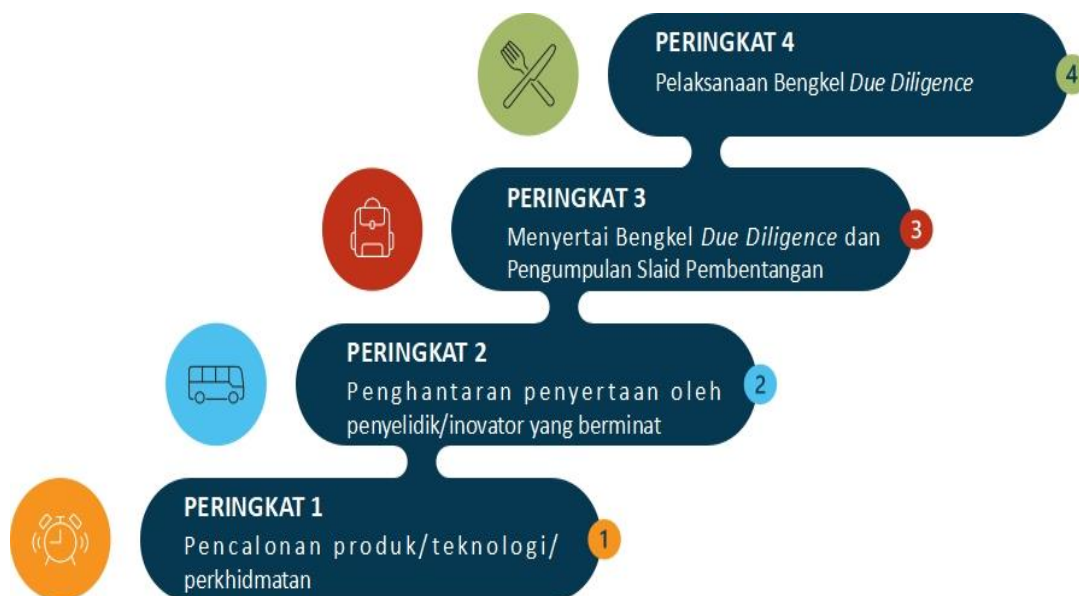 PERINGKAT 4
Pelaksanaan Bengkel Due Diligence
4
PERINGKAT 3
Menyertai Bengkel Due Diligence dan
Pengumpulan Slaid Pembentangan
3
PERINGKAT 2
Penghantaran penyertaan oleh
penyelidik/inovator yang berminat
2
PERINGKAT 1
Pencalonan produk/teknologi/
perkhidmatan
1